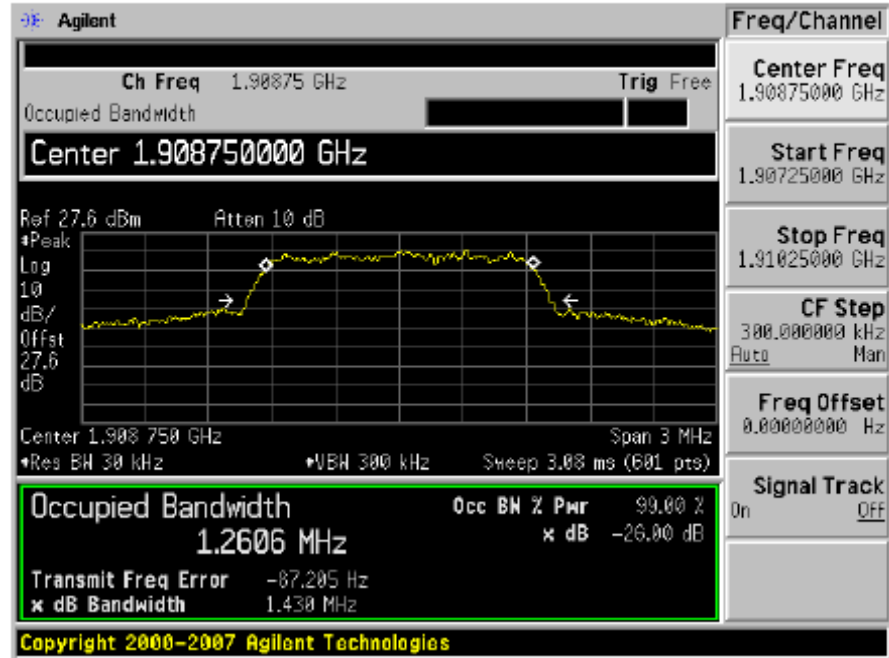 Agilent
Freq/Channel
Ch Freq 1.90875 GHz Trig Free
Occupied Bandwidth
Center 1.908750000 GHz
Ref 27.6 dBm Atten 10 dB
#Peak
Log
10
dB/
Offst
27.6
dB
Center 1.908 750 GHz Span 3 MHz
#Res BW 30 kHz #VBW 300 kHz Sweep 3.08 ms (601 pts)
Occupied Bandwidth
1.2606 MHz
Occ BW % Pwr 99.00 %
x dB -26.00 dB
Transmit Freq Error -87.205 Hz
x dB Bandwidth 1.430 MHz
Center Freq
1.90875000 GHz
Start Freq
1.90725000 GHz
Stop Freq
1.91025000 GHz
CF Step
300.000000 kHz
Auto Man
Freq Offset
0.00000000 Hz
Signal Track
On Off
Copyright 2000-2007 Agilent Technologies